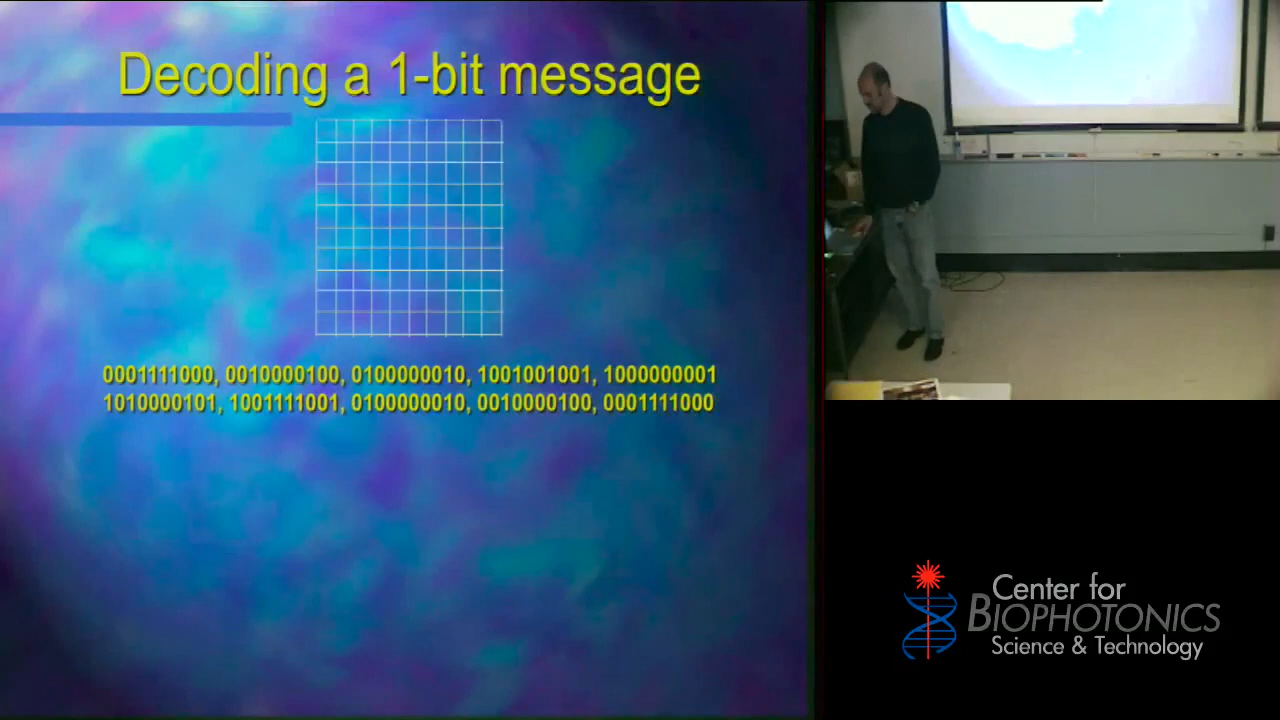 Decoding a 1-bit message
0001111000, 0010000100, 0100000010, 1001001001, 1000000001
1010000101, 1001111001, 0100000010, 0010000100, 0001111000
Center for
BIOPHOTONICS
Science & Technology